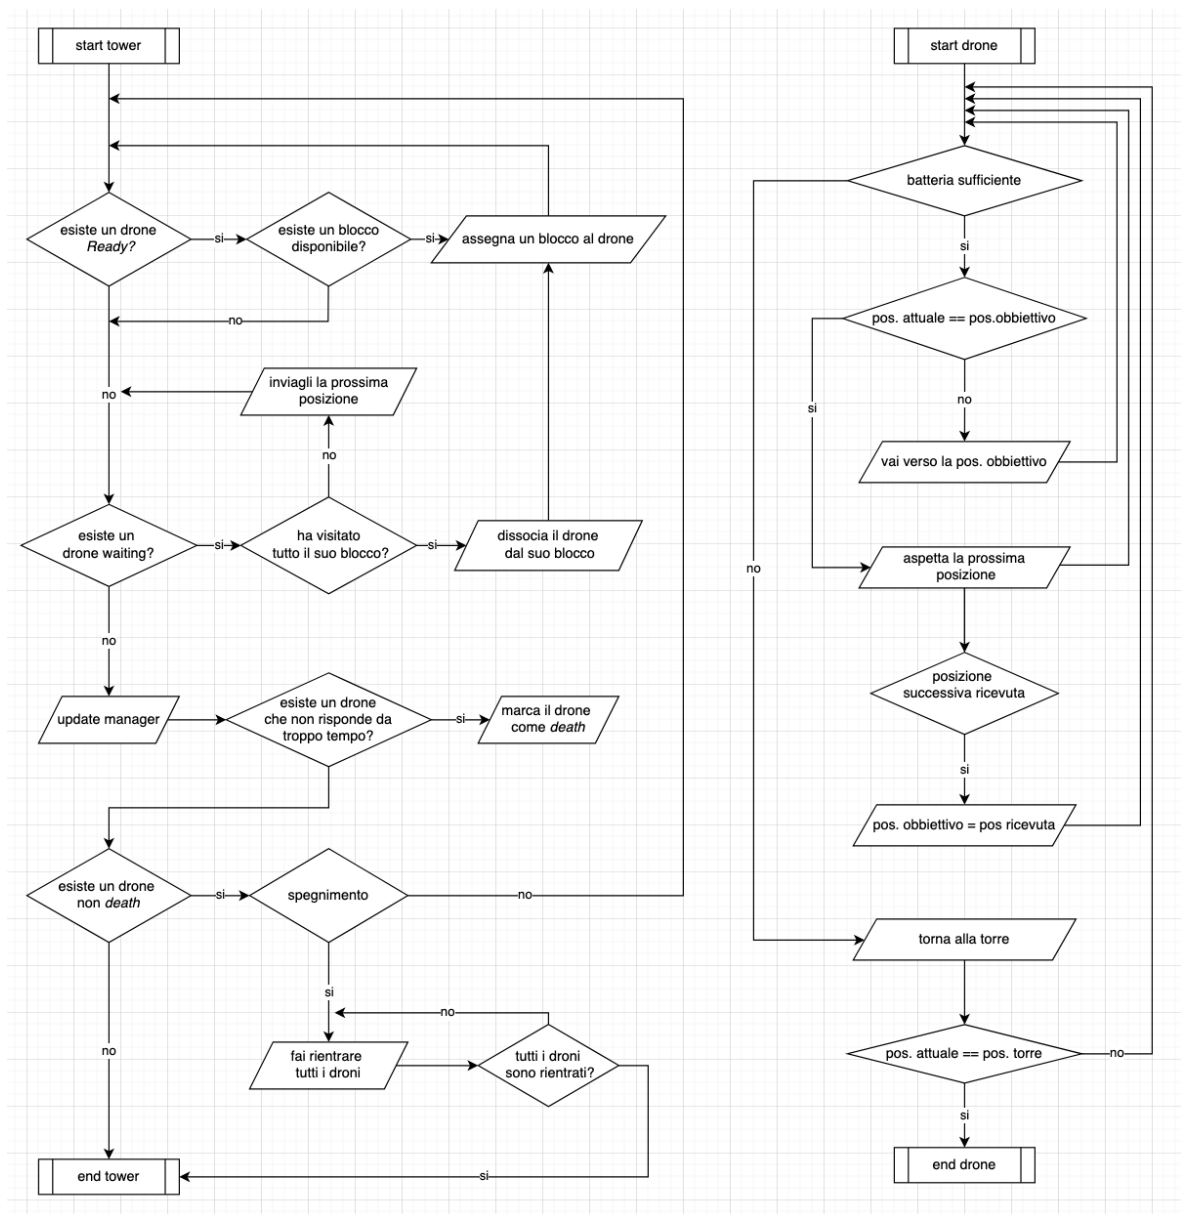 start tower
esiste un drone
Ready?
si
esiste un blocco
disponibile?
si
assegna un blocco al drone
no
inviagli la prossima
posizione
no
no
esiste un
drone waiting?
si
ha visitato
tutto il suo blocco?
si
dissocia il drone
dal suo blocco
no
update manager
esiste un drone
che non risponde da
troppo tempo?
si
marca il drone
come death
esiste un drone
non death
si
spegnimento
no
si
no
fai rientrare
tutti i droni
tutti i droni
sono rientrati?
no
si
end tower
start drone
batteria sufficiente
si
pos. attuale == pos.obbiettivo
si
no
vai verso la pos. obbiettivo
no
aspetta la prossima
posizione
posizione
successiva ricevuta
si
pos. obbiettivo = pos ricevuta
torna alla torre
pos. attuale == pos. torre
no
si
end drone